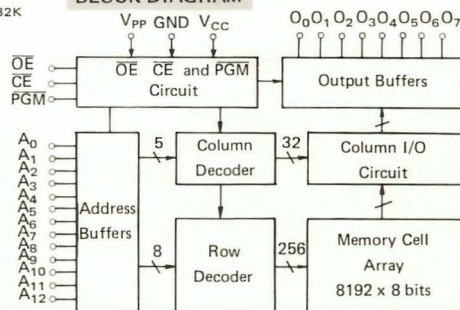 32K
BLOCK DIAGRAM
VPP GND VCC
O0 O1 O2 O3 O4 O5 O6 O7
OE
CE
PGM
OE CE and PGM
Circuit
Output Buffers
A0
A1
A2
A3
A4
A5
A6
A7
A8
A9
A10
A11
A12
Address
Buffers
5
Column
Decoder
32
Column I/O
Circuit
8
Row
Decoder
256
Memory Cell
Array
8192 x 8 bits